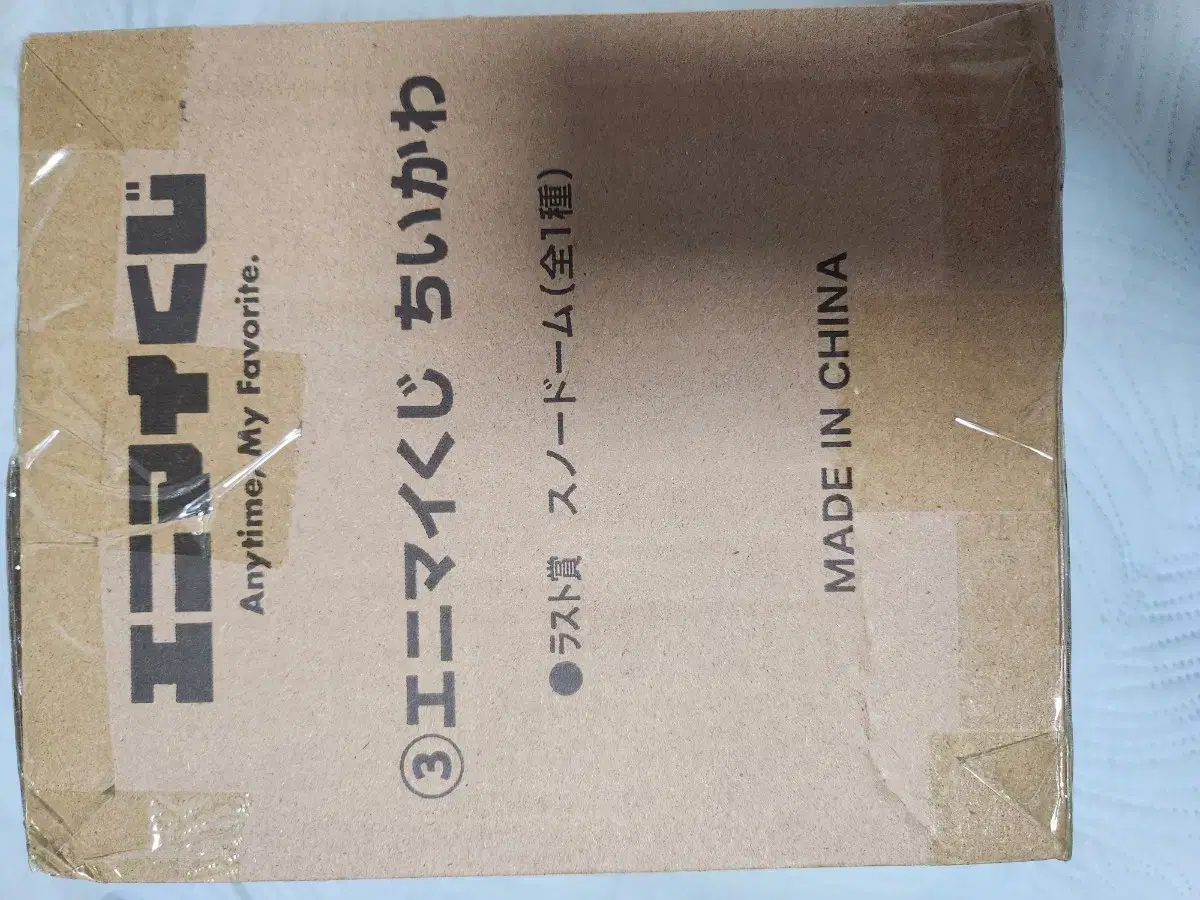 エニマイくじ
Anytime, My Favorite.
③エニマイくじ ちいかわ
●ラスト賞 スノードーム(全1種)
MADE IN CHINA